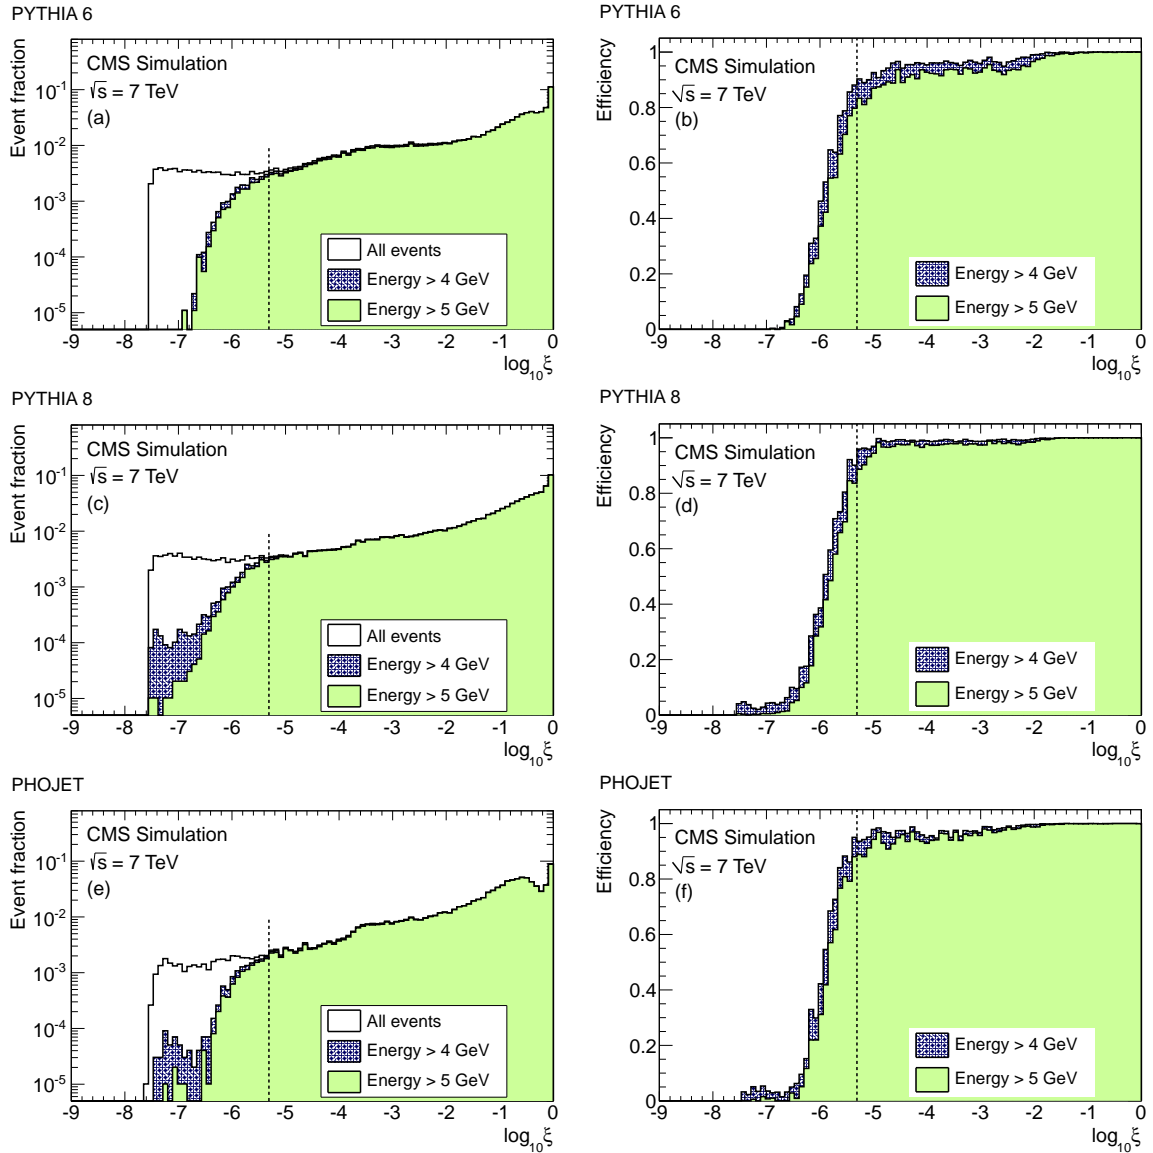 PYTHIA 6
Event fraction
CMS Simulation
√s = 7 TeV
(a)
10⁻¹
10⁻²
10⁻³
10⁻⁴
10⁻⁵
All events
Energy > 4 GeV
Energy > 5 GeV
-9 -8 -7 -6 -5 -4 -3 -2 -1 0
log₁₀ξ
PYTHIA 6
Efficiency
CMS Simulation
√s = 7 TeV
(b)
1
0.8
0.6
0.4
0.2
0
Energy > 4 GeV
Energy > 5 GeV
-9 -8 -7 -6 -5 -4 -3 -2 -1 0
log₁₀ξ
PYTHIA 8
Event fraction
CMS Simulation
√s = 7 TeV
(c)
10⁻¹
10⁻²
10⁻³
10⁻⁴
10⁻⁵
All events
Energy > 4 GeV
Energy > 5 GeV
-9 -8 -7 -6 -5 -4 -3 -2 -1 0
log₁₀ξ
PYTHIA 8
Efficiency
CMS Simulation
√s = 7 TeV
(d)
1
0.8
0.6
0.4
0.2
0
Energy > 4 GeV
Energy > 5 GeV
-9 -8 -7 -6 -5 -4 -3 -2 -1 0
log₁₀ξ
PHOJET
Event fraction
CMS Simulation
√s = 7 TeV
(e)
10⁻¹
10⁻²
10⁻³
10⁻⁴
10⁻⁵
All events
Energy > 4 GeV
Energy > 5 GeV
-9 -8 -7 -6 -5 -4 -3 -2 -1 0
log₁₀ξ
PHOJET
Efficiency
CMS Simulation
√s = 7 TeV
(f)
1
0.8
0.6
0.4
0.2
0
Energy > 4 GeV
Energy > 5 GeV
-9 -8 -7 -6 -5 -4 -3 -2 -1 0
log₁₀ξ